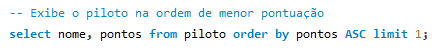 -- Exibe o piloto na ordem de menor pontuação
select nome, pontos from piloto order by pontos ASC limit 1;